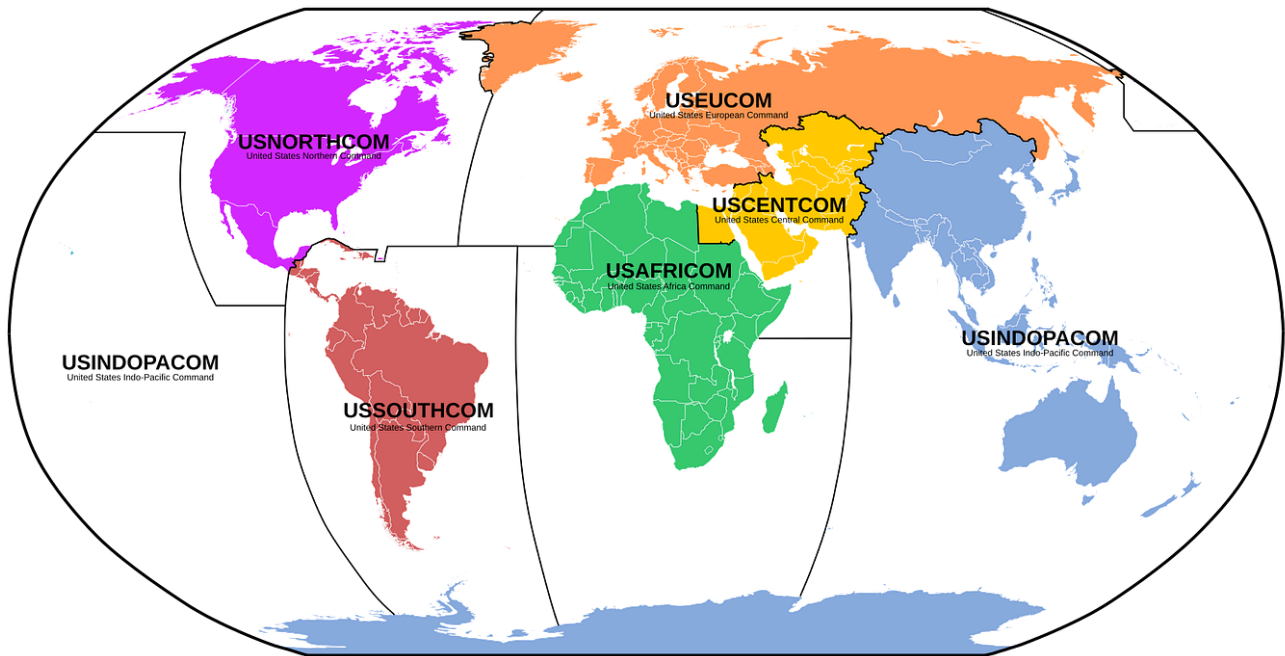 USEUCOM
United States European Command
USNORTHCOM
United States Northern Command
USCENTCOM
United States Central Command
USAFRICOM
United States Africa Command
USINDOPACOM
United States Indo-Pacific Command
USINDOPACOM
United States Indo-Pacific Command
USSOUTHCOM
United States Southern Command